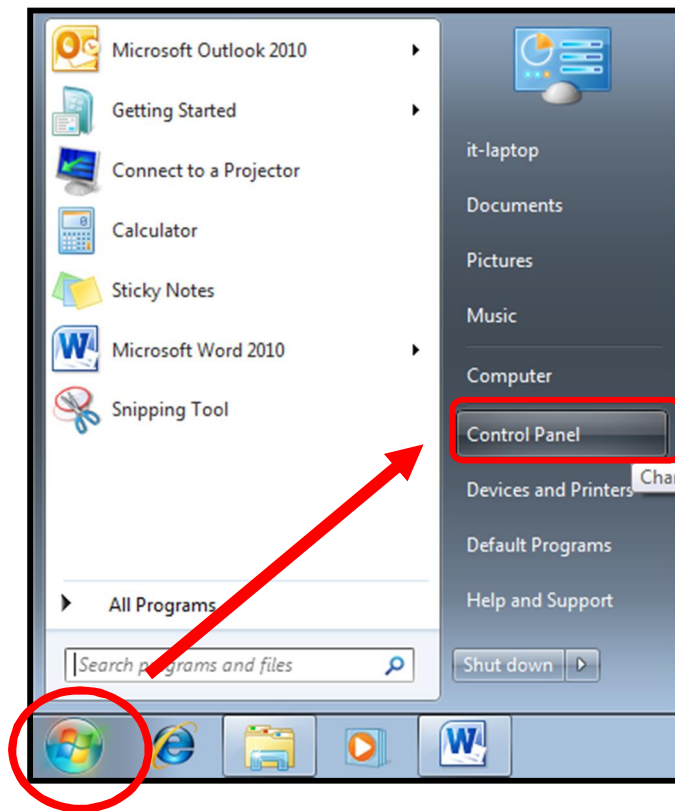 Microsoft Outlook 2010
Getting Started
Connect to a Projector
Calculator
Sticky Notes
Microsoft Word 2010
Snipping Tool
All Programs
Search programs and files
it-laptop
Documents
Pictures
Music
Computer
Control Panel
Char
Devices and Printers
Default Programs
Help and Support
Shut down